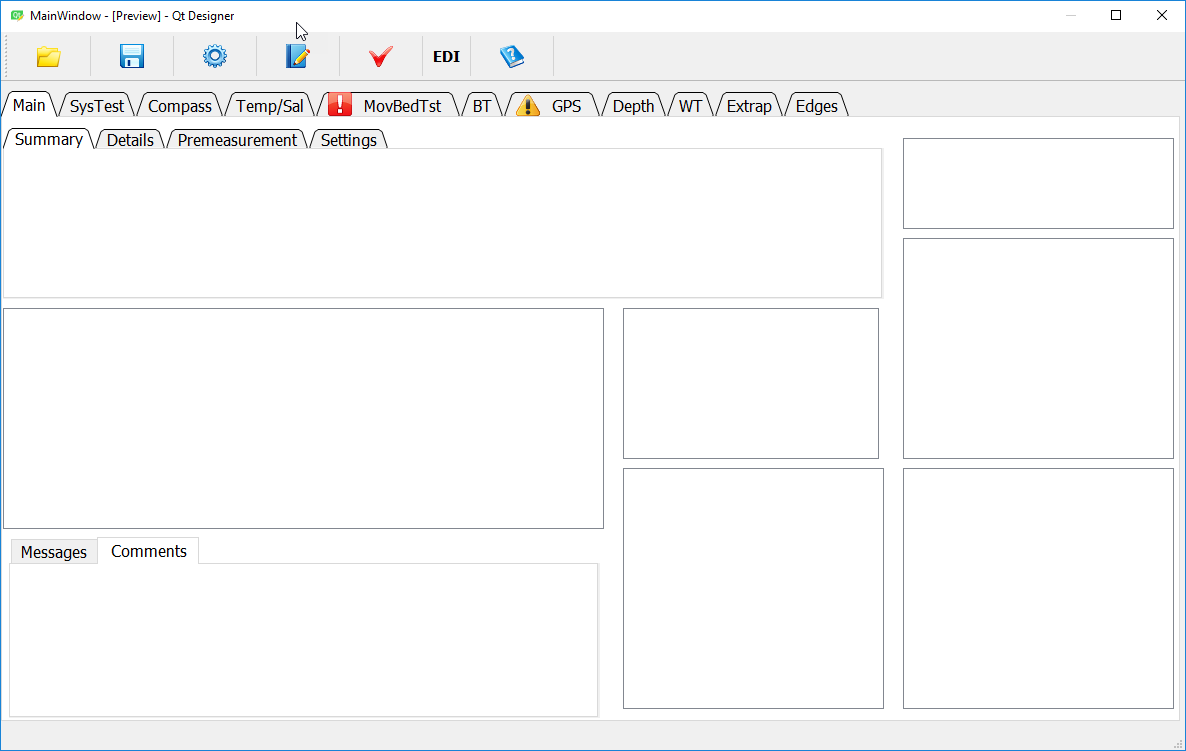 MainWindow - [Preview] - Qt Designer
EDI
Main SysTest Compass Temp/Sal ! MovBedTst BT ! GPS Depth WT Extrap Edges
Summary Details Premeasurement Settings
Messages Comments